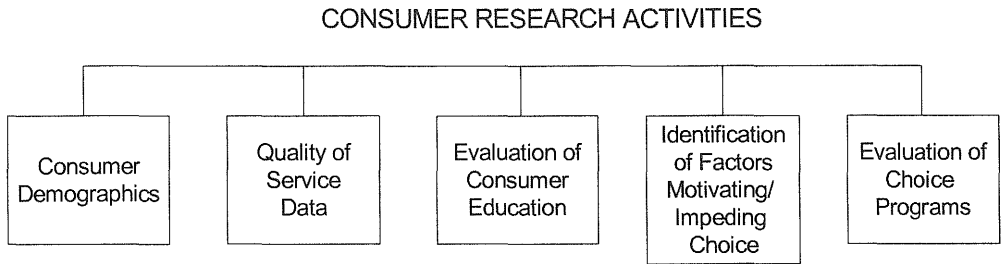 CONSUMER RESEARCH ACTIVITIES
Consumer
Demographics
Quality of
Service
Data
Evaluation of
Consumer
Education
Identification
of Factors
Motivating/
Impeding
Choice
Evaluation of
Choice
Programs